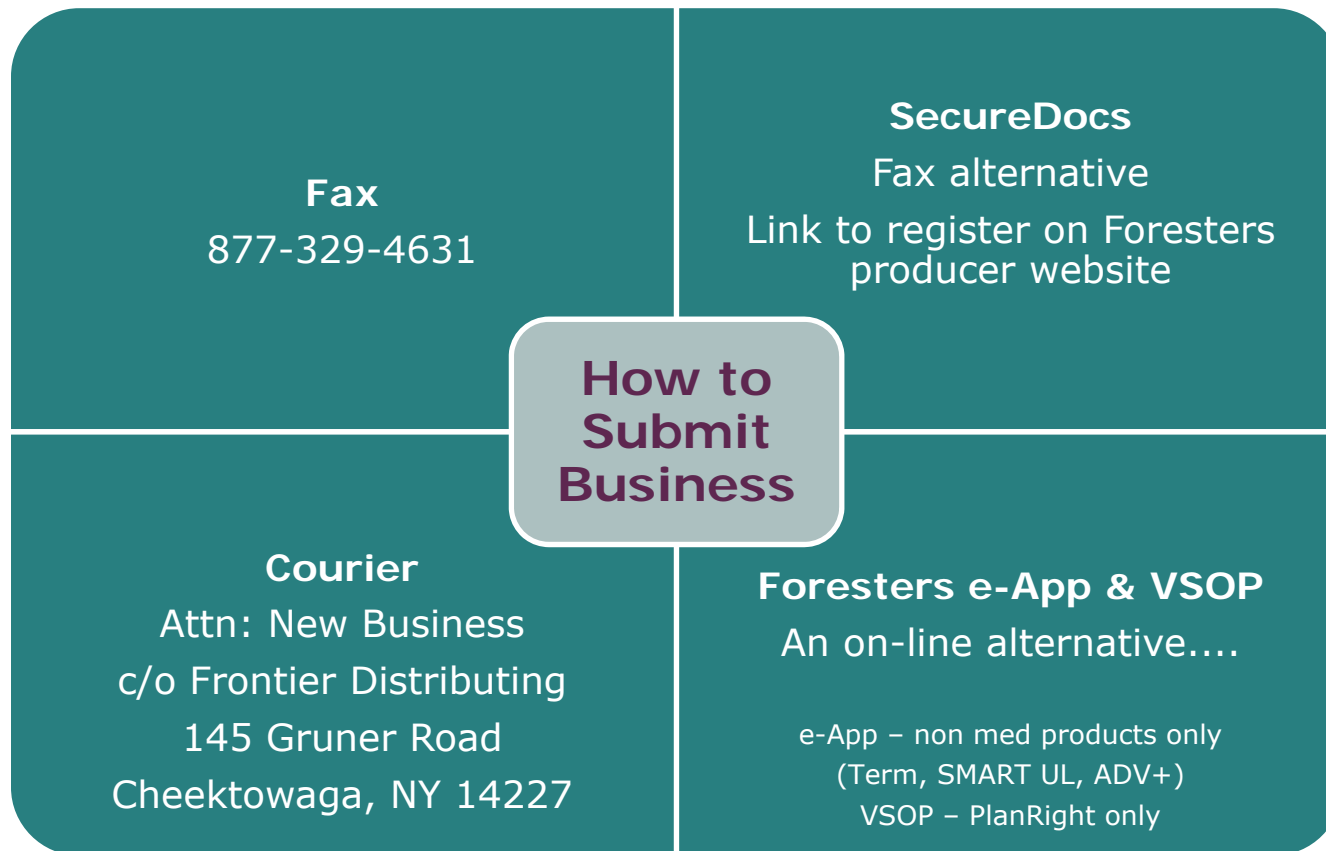 Fax
877-329-4631
SecureDocs
Fax alternative
Link to register on Foresters
producer website
How to
Submit
Business
Courier
Attn: New Business
c/o Frontier Distributing
145 Gruner Road
Cheektowaga, NY 14227
Foresters e-App & VSOP
An on-line alternative....
e-App – non med products only
(Term, SMART UL, ADV+)
VSOP – PlanRight only